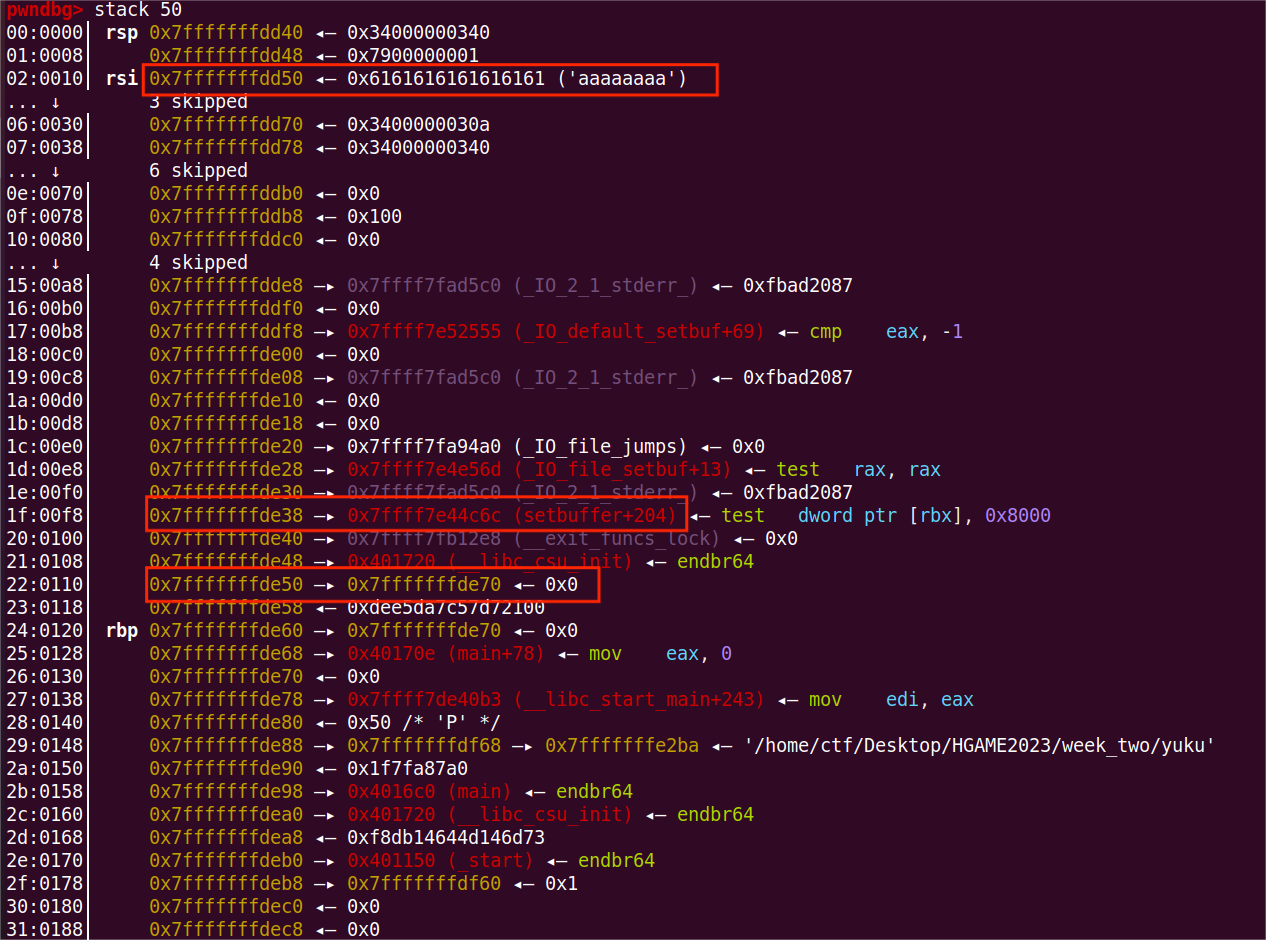 pwndbg> stack 50
00:0000│ rsp 0x7fffffffdd40 ◂— 0x34000000340
01:0008│     0x7fffffffdd48 ◂— 0x7900000001
02:0010│ rsi 0x7fffffffdd50 ◂— 0x6161616161616161 ('aaaaaaaa')
... ↓        3 skipped
06:0030│     0x7fffffffdd70 ◂— 0x3400000030a
07:0038│     0x7fffffffdd78 ◂— 0x34000000340
... ↓        6 skipped
0e:0070│     0x7fffffffddb0 ◂— 0x0
0f:0078│     0x7fffffffddb8 ◂— 0x100
10:0080│     0x7fffffffddc0 ◂— 0x0
... ↓        4 skipped
15:00a8│     0x7fffffffdde8 —▸ 0x7ffff7fad5c0 (_IO_2_1_stderr_) ◂— 0xfbad2087
16:00b0│     0x7fffffffddf0 ◂— 0x0
17:00b8│     0x7fffffffddf8 —▸ 0x7ffff7e52555 (_IO_default_setbuf+69) ◂— cmp    eax, -1
18:00c0│     0x7fffffffde00 ◂— 0x0
19:00c8│     0x7fffffffde08 —▸ 0x7ffff7fad5c0 (_IO_2_1_stderr_) ◂— 0xfbad2087
1a:00d0│     0x7fffffffde10 ◂— 0x0
1b:00d8│     0x7fffffffde18 ◂— 0x0
1c:00e0│     0x7fffffffde20 —▸ 0x7ffff7fa94a0 (_IO_file_jumps) ◂— 0x0
1d:00e8│     0x7fffffffde28 —▸ 0x7ffff7e4e56d (_IO_file_setbuf+13) ◂— test   rax, rax
1e:00f0│     0x7fffffffde30 —▸ 0x7ffff7fad5c0 (_IO_2_1_stderr_) ◂— 0xfbad2087
1f:00f8│     0x7fffffffde38 —▸ 0x7ffff7e44c6c (setbuffer+204) ◂— test   dword ptr [rbx], 0x8000
20:0100│     0x7fffffffde40 —▸ 0x7ffff7fb12e8 (__exit_funcs_lock) ◂— 0x0
21:0108│     0x7fffffffde48 —▸ 0x401720 (__libc_csu_init) ◂— endbr64
22:0110│     0x7fffffffde50 —▸ 0x7fffffffde70 ◂— 0x0
23:0118│     0x7fffffffde58 ◂— 0xdee5da7c57d72100
24:0120│ rbp 0x7fffffffde60 —▸ 0x7fffffffde70 ◂— 0x0
25:0128│     0x7fffffffde68 —▸ 0x40170e (main+78) ◂— mov    eax, 0
26:0130│     0x7fffffffde70 ◂— 0x0
27:0138│     0x7fffffffde78 —▸ 0x7ffff7de40b3 (__libc_start_main+243) ◂— mov    edi, eax
28:0140│     0x7fffffffde80 ◂— 0x50 /* 'P' */
29:0148│     0x7fffffffde88 —▸ 0x7fffffffdf68 —▸ 0x7fffffffe2ba ◂— '/home/ctf/Desktop/HGAME2023/week_two/yuku'
2a:0150│     0x7fffffffde90 ◂— 0x1f7fa87a0
2b:0158│     0x7fffffffde98 —▸ 0x4016c0 (main) ◂— endbr64
2c:0160│     0x7fffffffdea0 —▸ 0x401720 (__libc_csu_init) ◂— endbr64
2d:0168│     0x7fffffffdea8 ◂— 0xf8db14644d146d73
2e:0170│     0x7fffffffdeb0 —▸ 0x401150 (_start) ◂— endbr64
2f:0178│     0x7fffffffdeb8 —▸ 0x7fffffffdf60 ◂— 0x1
30:0180│     0x7fffffffdec0 ◂— 0x0
31:0188│     0x7fffffffdec8 ◂— 0x0